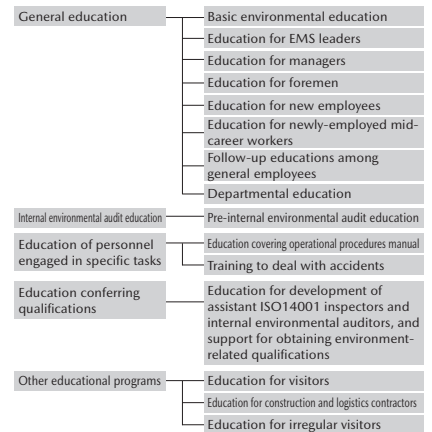 General education
Basic environmental education
Education for EMS leaders
Education for managers
Education for foremen
Education for new employees
Education for newly-employed mid-
career workers
Follow-up educations among
general employees
Departmental education
Internal environmental audit education
Pre-internal environmental audit education
Education of personnel
engaged in specific tasks
Education covering operational procedures manual
Training to deal with accidents
Education conferring
qualifications
Education for development of
assistant ISO14001 inspectors and
internal environmental auditors, and
support for obtaining environment-
related qualifications
Other educational programs
Education for visitors
Education for construction and logistics contractors
Education for irregular visitors